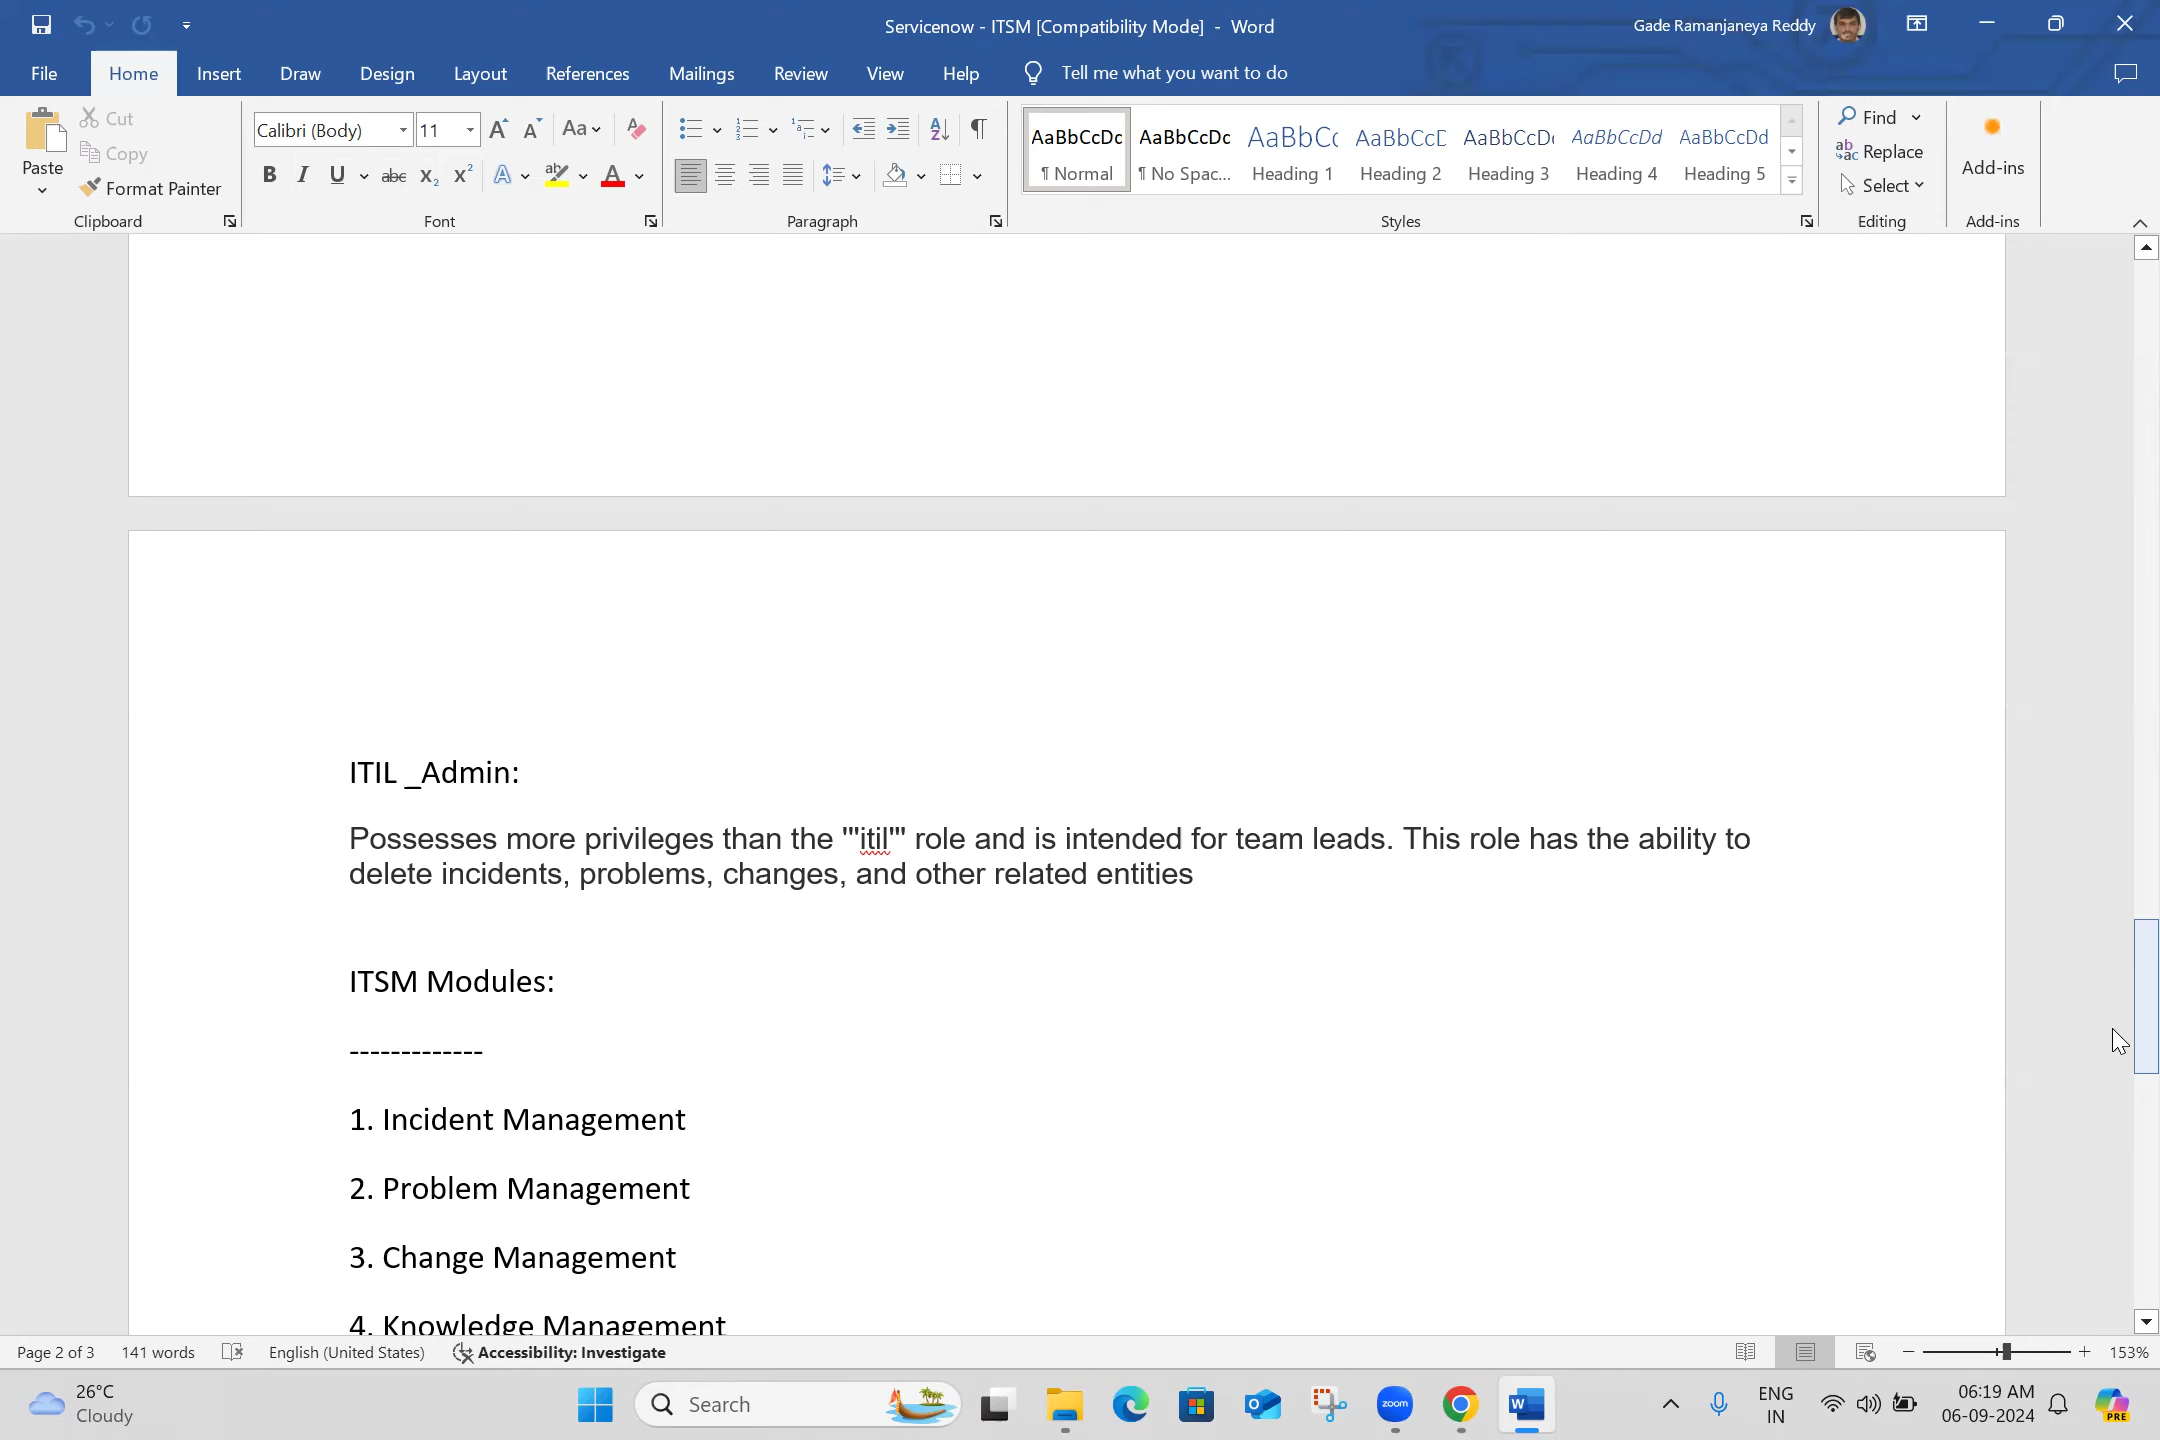 Servicenow - ITSM [Compatibility Mode] - Word
Gade Ramanjaneya Reddy
File Home Insert Draw Design Layout References Mailings Review View Help Tell me what you want to do
Paste
Cut
Copy
Format Painter
Clipboard
Calibri (Body) 11
Font
Paragraph
AaBbCcDc AaBbCcDc AaBbCc AaBbCcD AaBbCcD AaBbCcDd AaBbCcDd
¶ Normal ¶ No Spac... Heading 1 Heading 2 Heading 3 Heading 4 Heading 5
Styles
Find
Replace
Select
Editing
Add-ins
Add-ins
ITIL _Admin:
Possesses more privileges than the '"itil"' role and is intended for team leads. This role has the ability to
delete incidents, problems, changes, and other related entities
ITSM Modules:
-------------
1. Incident Management
2. Problem Management
3. Change Management
4. Knowledge Management
Page 2 of 3 141 words English (United States) Accessibility: Investigate 153%
26°C
Cloudy
Search
zoom
ENG
IN
06:19 AM
06-09-2024
PRE